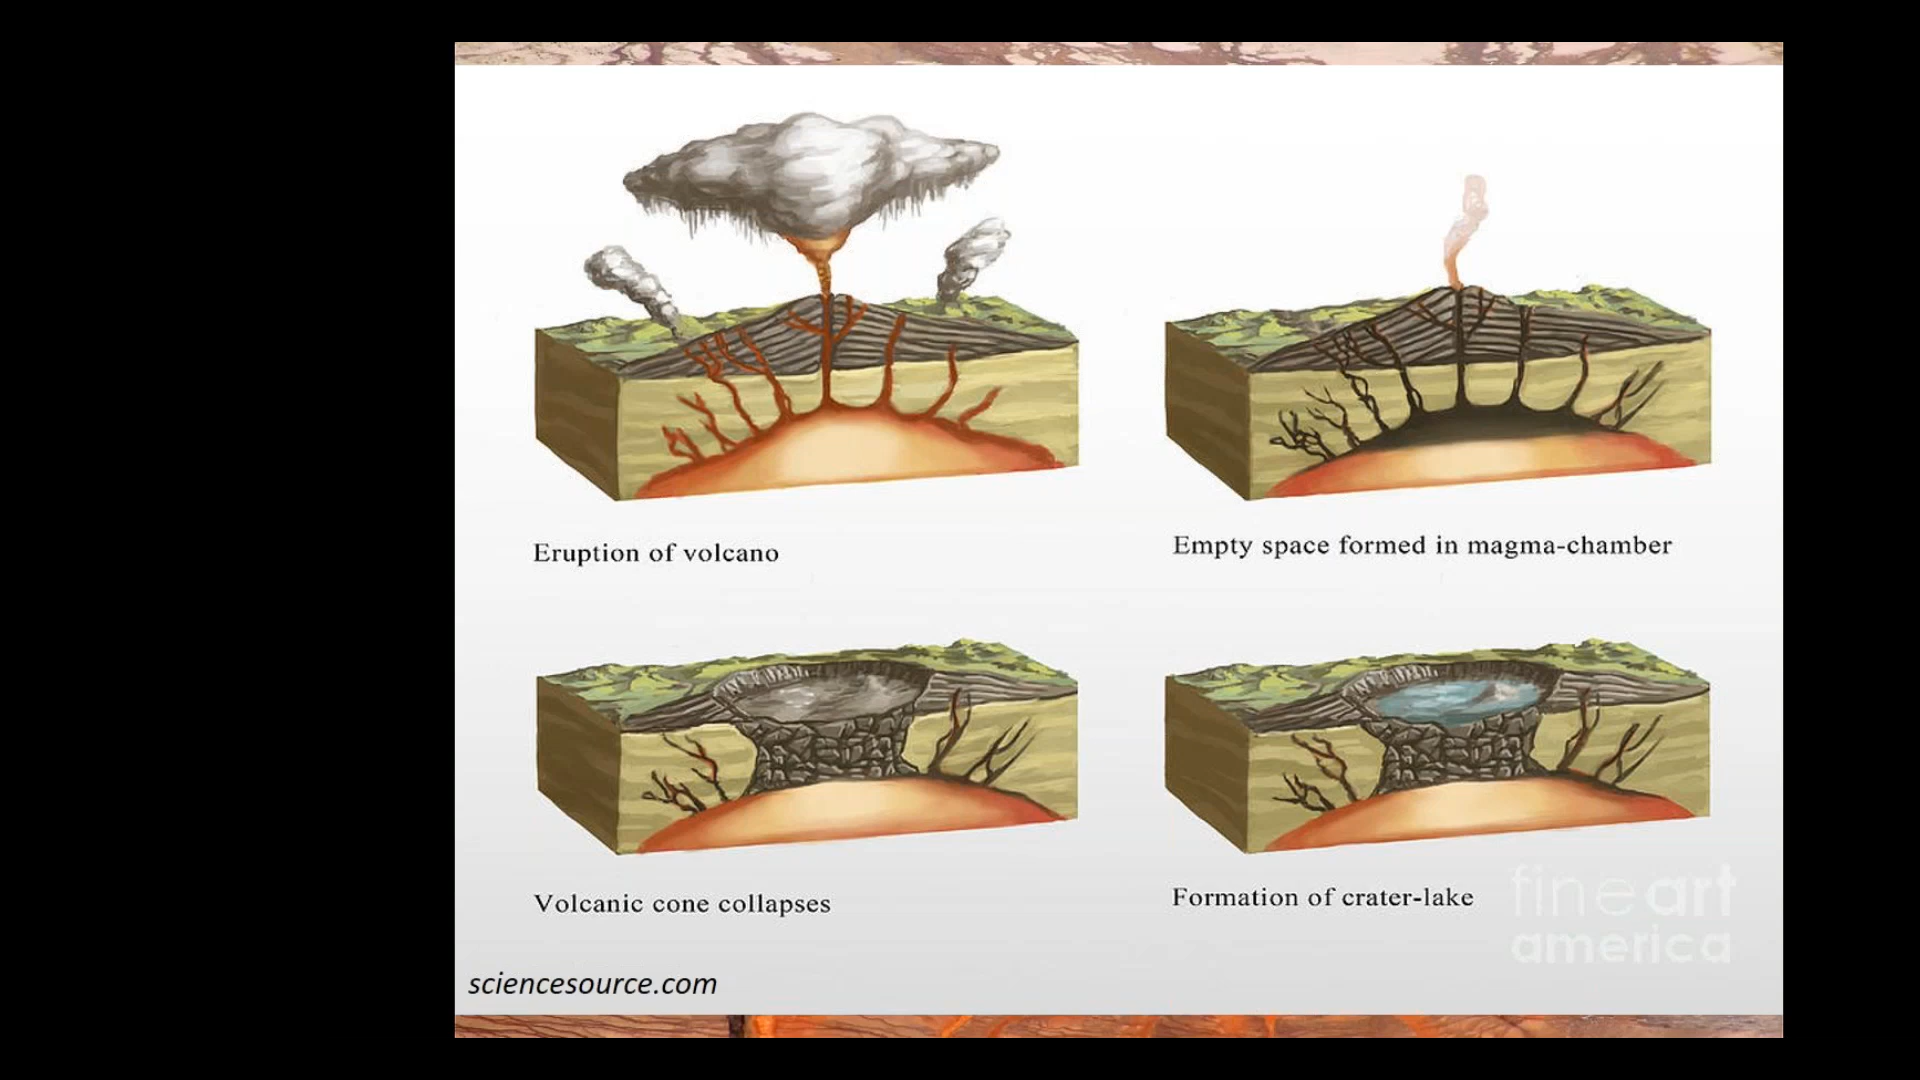 Eruption of volcano
Empty space formed in magma-chamber
Volcanic cone collapses
Formation of crater-lake
fine art
america
sciencesource.com